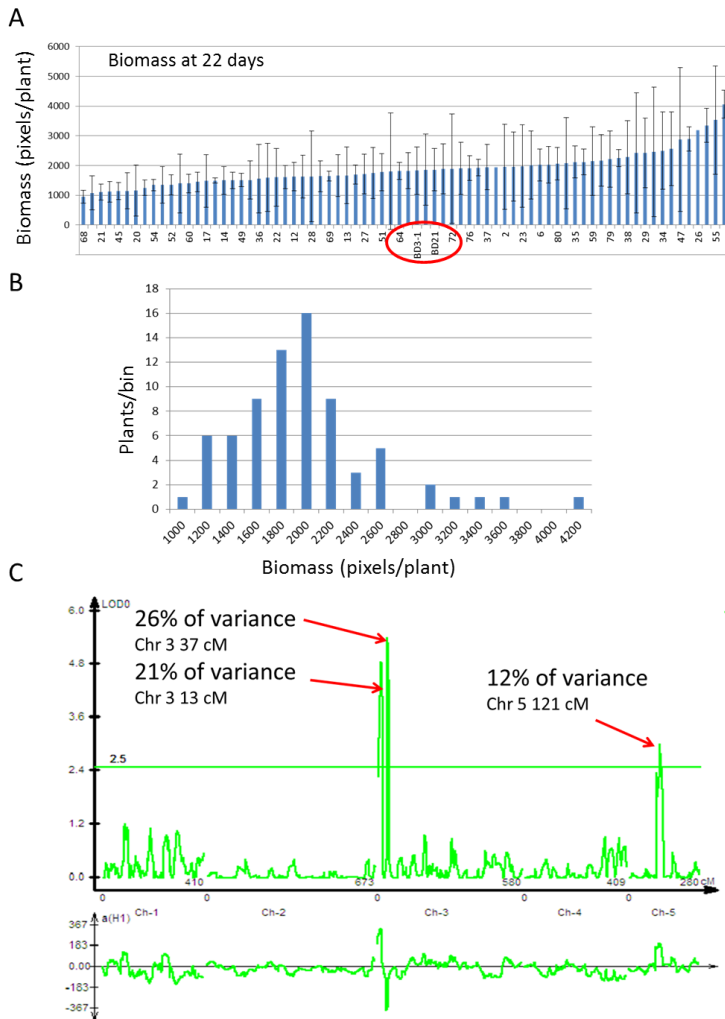 A
Biomass (pixels/plant)
Biomass at 22 days
6000
5000
4000
3000
2000
1000
0
68 21 45 20 54 52 60 17 14 49 36 22 12 28 69 13 27 51 64 BD3-1 BD21 72 76 37 2 23 6 80 35 59 79 38 29 34 47 26 55
B
Plants/bin
18
16
14
12
10
8
6
4
2
0
1000 1200 1400 1600 1800 2000 2200 2400 2600 2800 3000 3200 3400 3600 3800 4000 4200
Biomass (pixels/plant)
C
LOD0
6.0
4.8
3.6
2.4
1.2
0.0
2.5
26% of variance
Chr 3 37 cM
21% of variance
Chr 3 13 cM
12% of variance
Chr 5 121 cM
410 673 580 409 280 cM
0 0 0 0 0
Ch-1 Ch-2 Ch-3 Ch-4 Ch-5
a(H1)
367
183
0.00
-183
-367